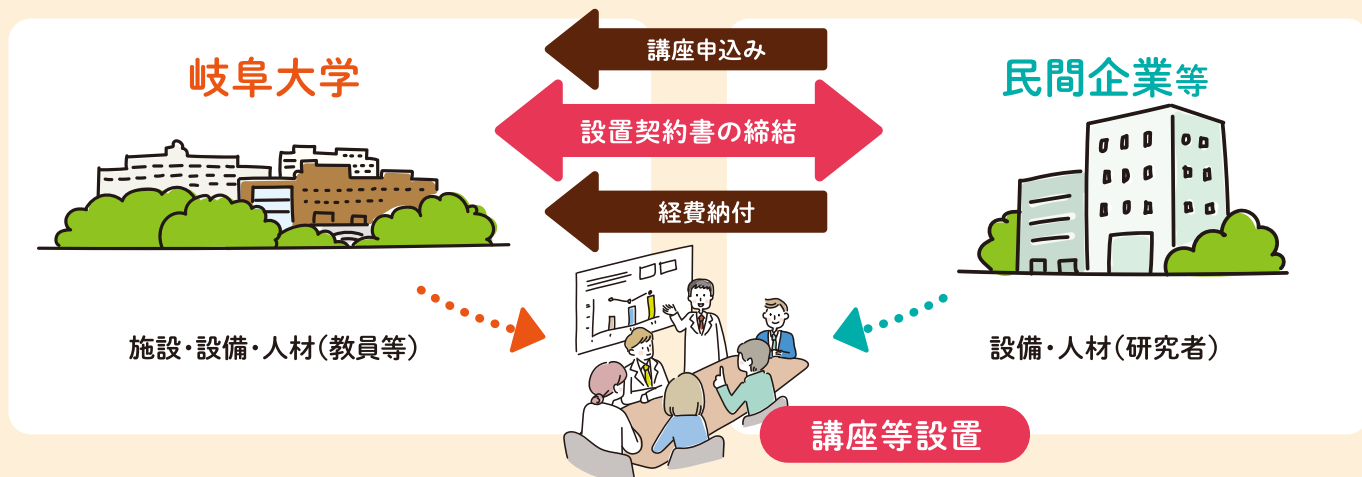 岐阜大学
講座申込み
設置契約書の締結
経費納付
民間企業等
施設・設備・人材(教員等)
設備・人材(研究者)
講座等設置